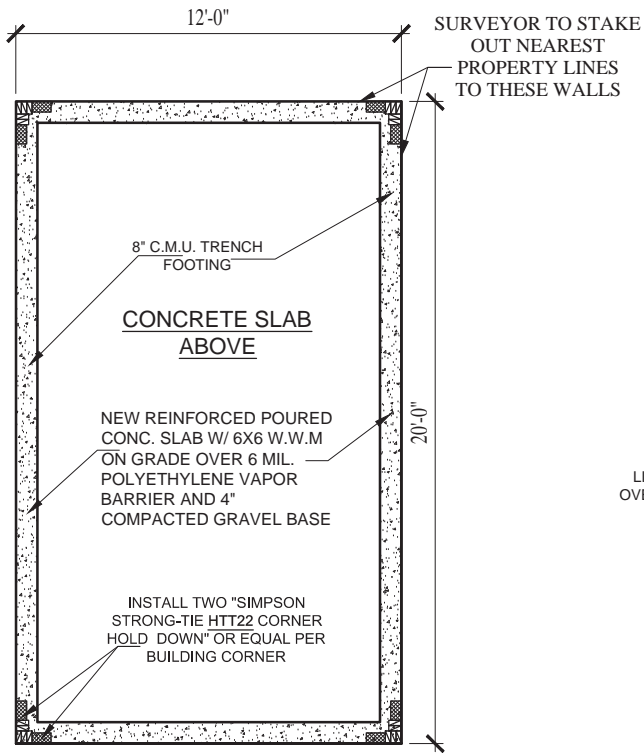 12'-0"
SURVEYOR TO STAKE
OUT NEAREST
PROPERTY LINES
TO THESE WALLS
8" C.M.U. TRENCH
FOOTING
CONCRETE SLAB
ABOVE
20'-0"
NEW REINFORCED POURED
CONC. SLAB W/ 6X6 W.W.M
ON GRADE OVER 6 MIL.
POLYETHYLENE VAPOR
BARRIER AND 4"
COMPACTED GRAVEL BASE
INSTALL TWO "SIMPSON
STRONG-TIE HTT22 CORNER
HOLD DOWN" OR EQUAL PER
BUILDING CORNER